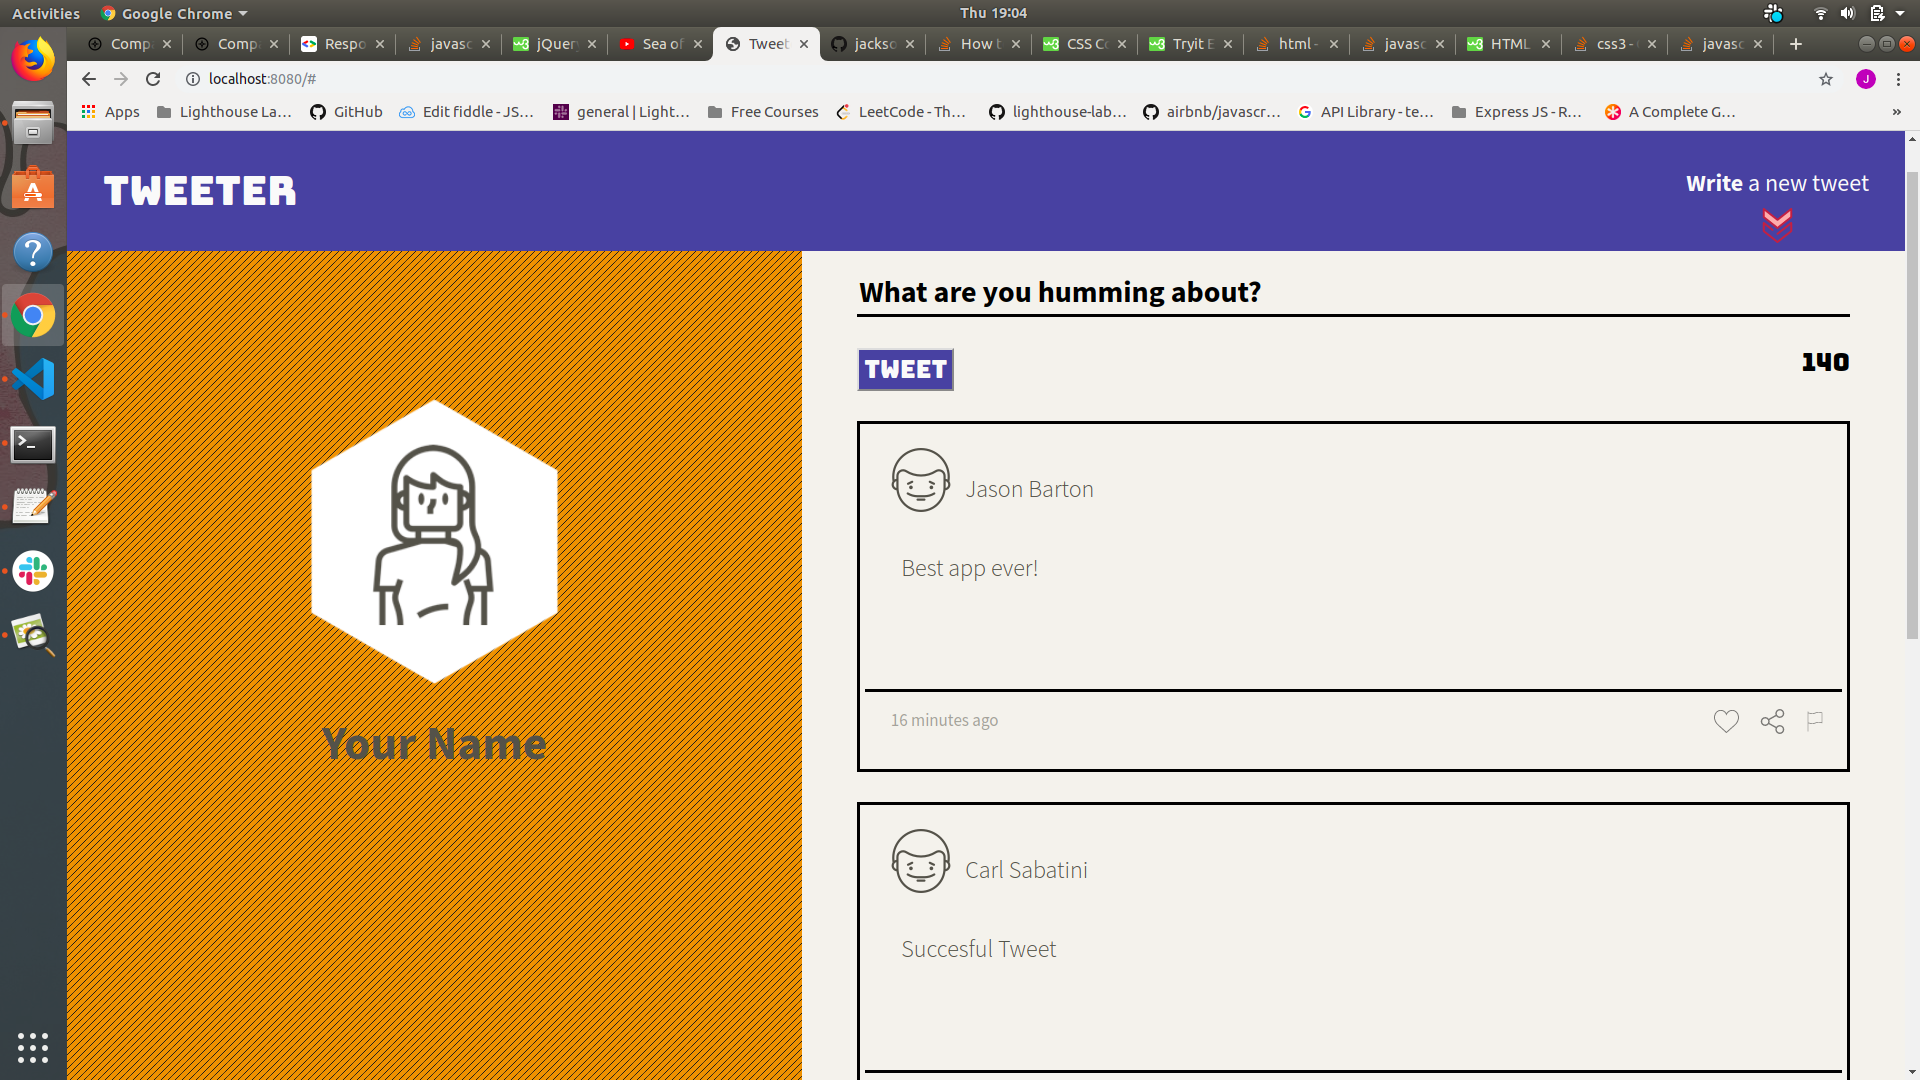 Activities Google Chrome Thu 19:04
Comp Comp Respo javasc jQuery Sea of Tweet jackso How t CSS Co Tryit E html - javasc HTML css3 - javasc
localhost:8080/# J
Apps Lighthouse La... GitHub Edit fiddle - JS... general | Light... Free Courses LeetCode - Th... lighthouse-lab... airbnb/javascr... API Library - te... Express JS - R... A Complete G... »
TWEETER
Write a new tweet
What are you humming about?
TWEET 140
Jason Barton
Best app ever!
16 minutes ago
Your Name
Carl Sabatini
Succesful Tweet